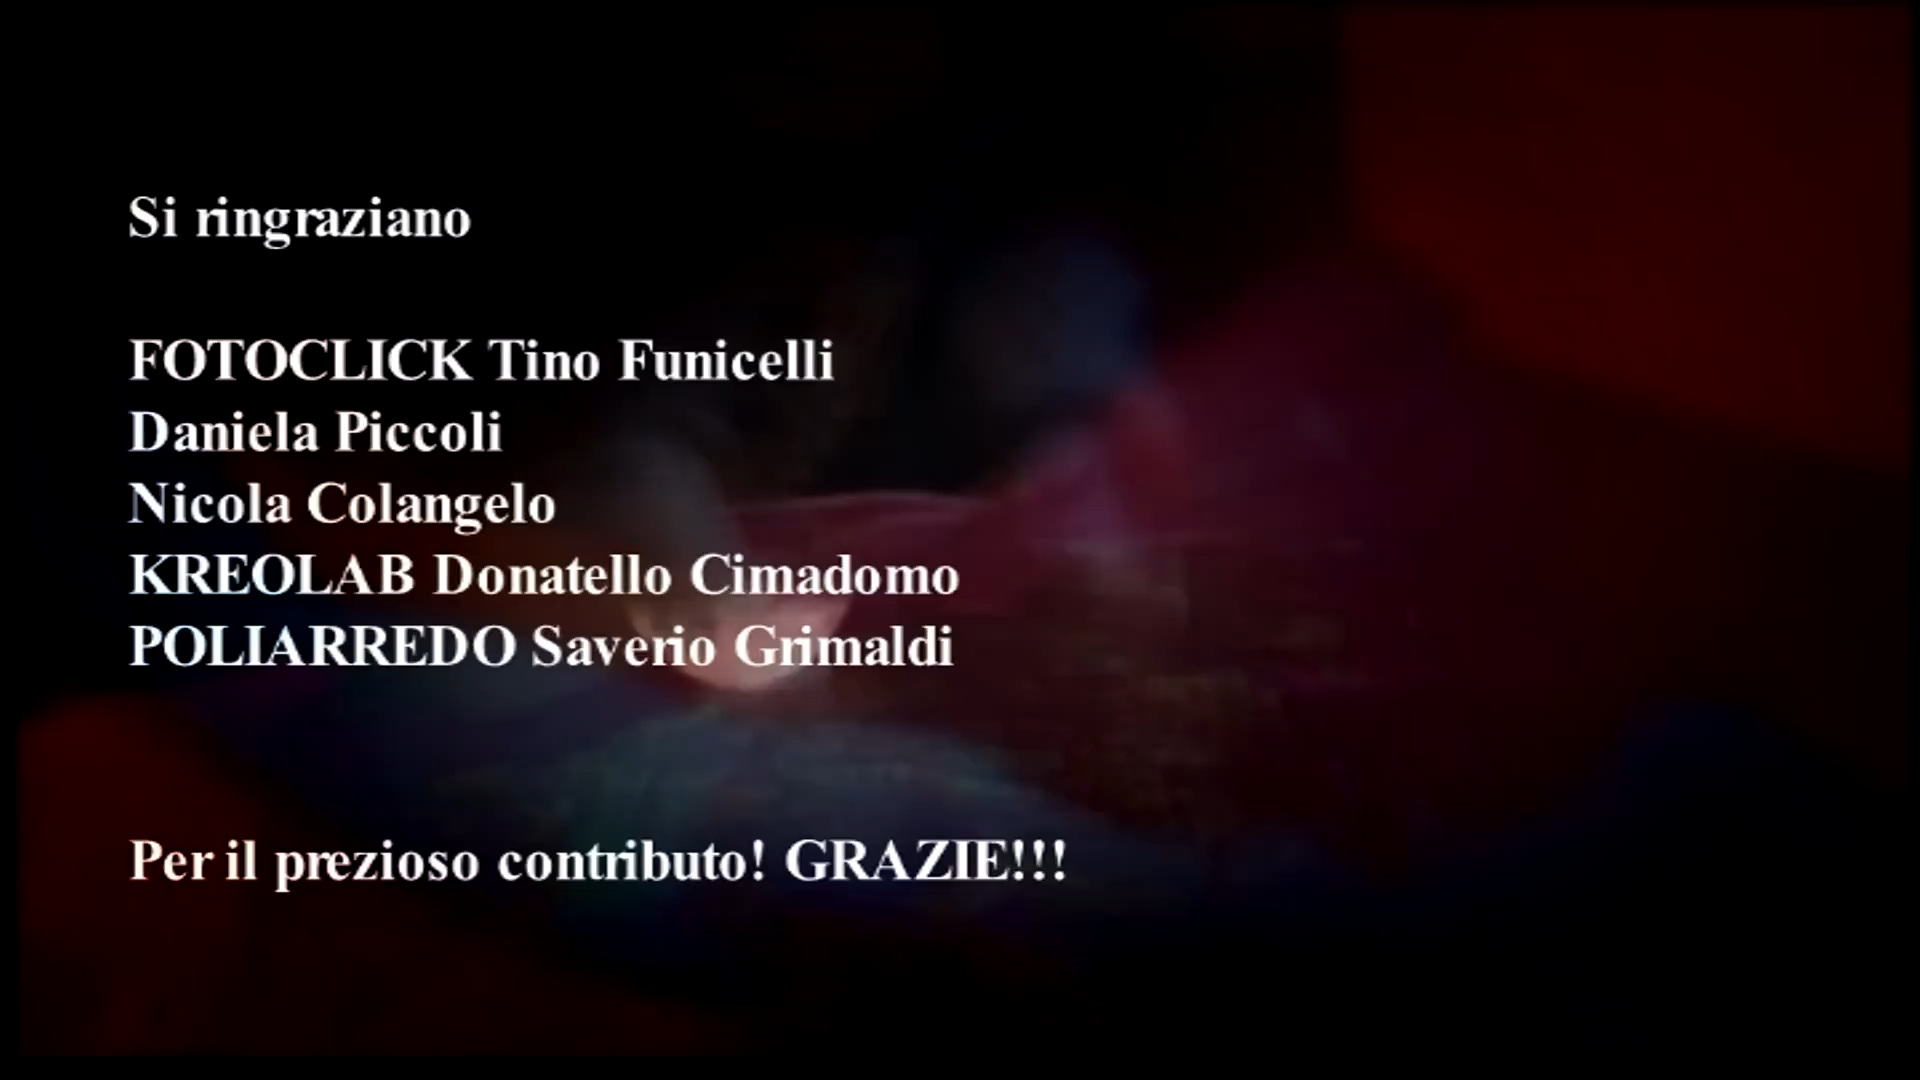 Si ringraziano
FOTOCLICK Tino Funicelli
Daniela Piccoli
Nicola Colangelo
KREOLAB Donatello Cimadomo
POLIARREDO Saverio Grimaldi
Per il prezioso contributo! GRAZIE!!!